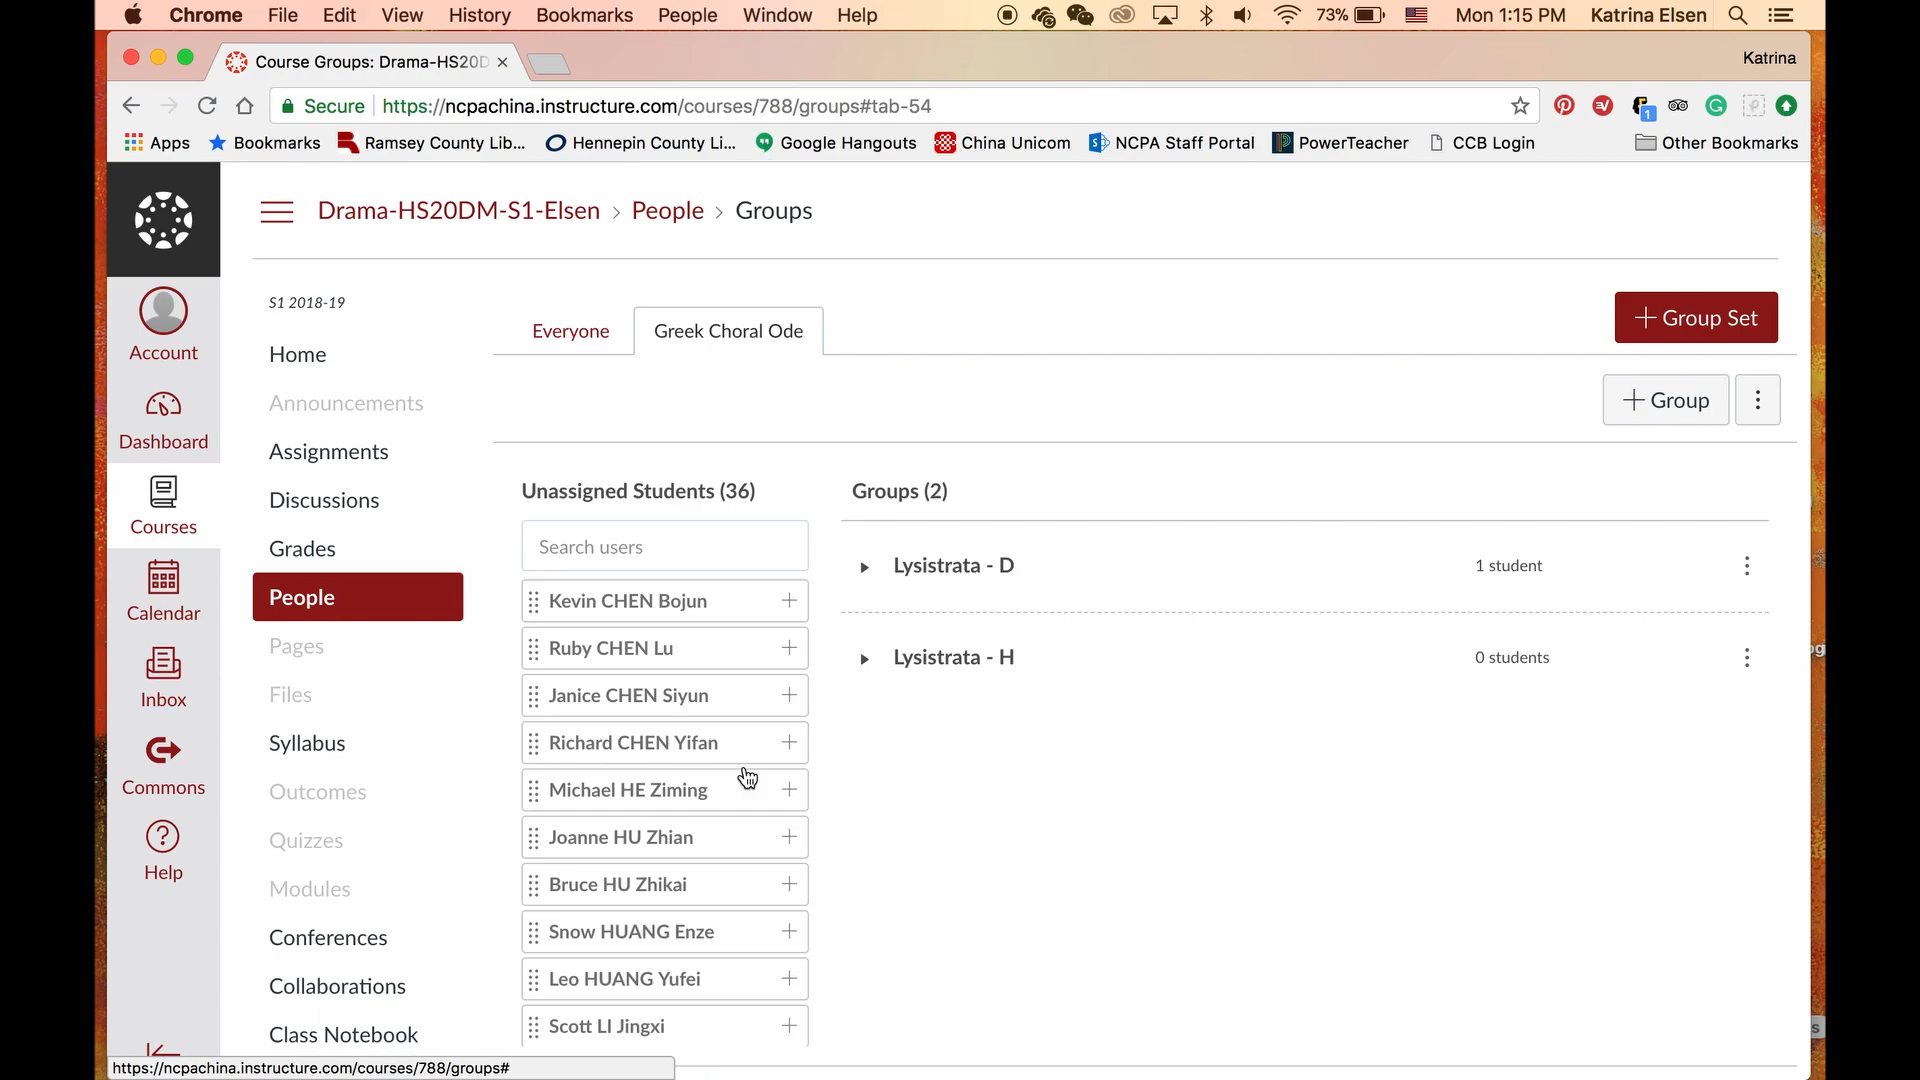 Chrome File Edit View History Bookmarks People Window Help 73% Mon 1:15 PM Katrina Elsen
Course Groups: Drama-HS20D
Katrina
Secure https://ncpachina.instructure.com/courses/788/groups#tab-54
1
Apps Bookmarks Ramsey County Lib... Hennepin County Li... Google Hangouts China Unicom NCPA Staff Portal PowerTeacher CCB Login Other Bookmarks
Drama-HS20DM-S1-Elsen > People > Groups
Account
Dashboard
Courses
Calendar
Inbox
Commons
Help
S1 2018-19
Home
Announcements
Assignments
Discussions
Grades
People
Pages
Files
Syllabus
Outcomes
Quizzes
Modules
Conferences
Collaborations
Class Notebook
Everyone
Greek Choral Ode
+ Group Set
+ Group
Unassigned Students (36)
Search users
Kevin CHEN Bojun
Ruby CHEN Lu
Janice CHEN Siyun
Richard CHEN Yifan
Michael HE Ziming
Joanne HU Zhian
Bruce HU Zhikai
Snow HUANG Enze
Leo HUANG Yufei
Scott LI Jingxi
Groups (2)
Lysistrata - D 1 student
Lysistrata - H 0 students
https://ncpachina.instructure.com/courses/788/groups#